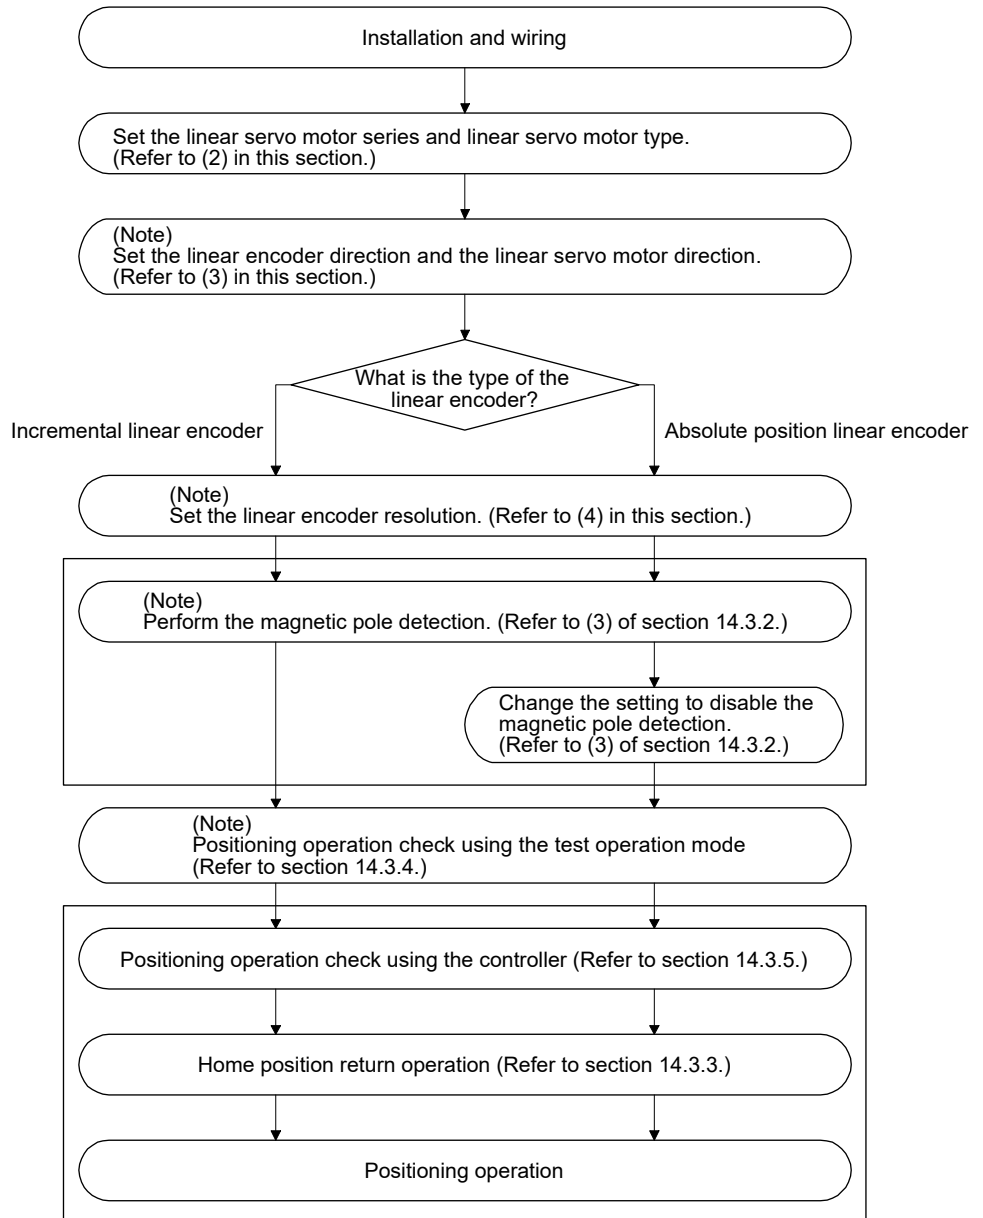 Installation and wiring
Set the linear servo motor series and linear servo motor type.
(Refer to (2) in this section.)
(Note)
Set the linear encoder direction and the linear servo motor direction.
(Refer to (3) in this section.)
What is the type of the
linear encoder?
Incremental linear encoder
Absolute position linear encoder
(Note)
Set the linear encoder resolution. (Refer to (4) in this section.)
(Note)
Perform the magnetic pole detection. (Refer to (3) of section 14.3.2.)
Change the setting to disable the
magnetic pole detection.
(Refer to (3) of section 14.3.2.)
(Note)
Positioning operation check using the test operation mode
(Refer to section 14.3.4.)
Positioning operation check using the controller (Refer to section 14.3.5.)
Home position return operation (Refer to section 14.3.3.)
Positioning operation